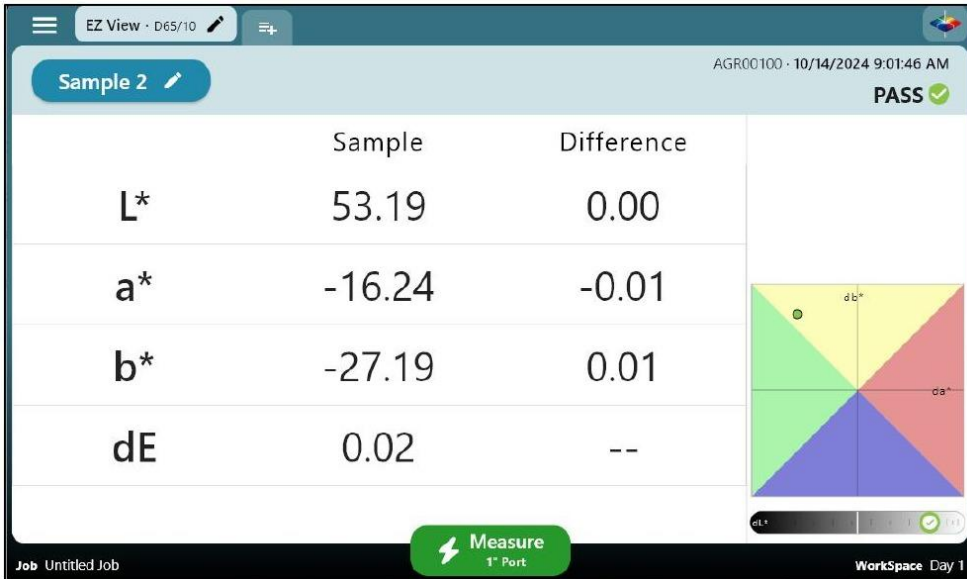 EZ View · D65/10
Sample 2
AGR00100 · 10/14/2024 9:01:46 AM
PASS
Sample Difference
L* 53.19 0.00
a* -16.24 -0.01
b* -27.19 0.01
dE 0.02 --
db*
da*
dL*
Measure
1" Port
Job Untitled Job
WorkSpace Day 1